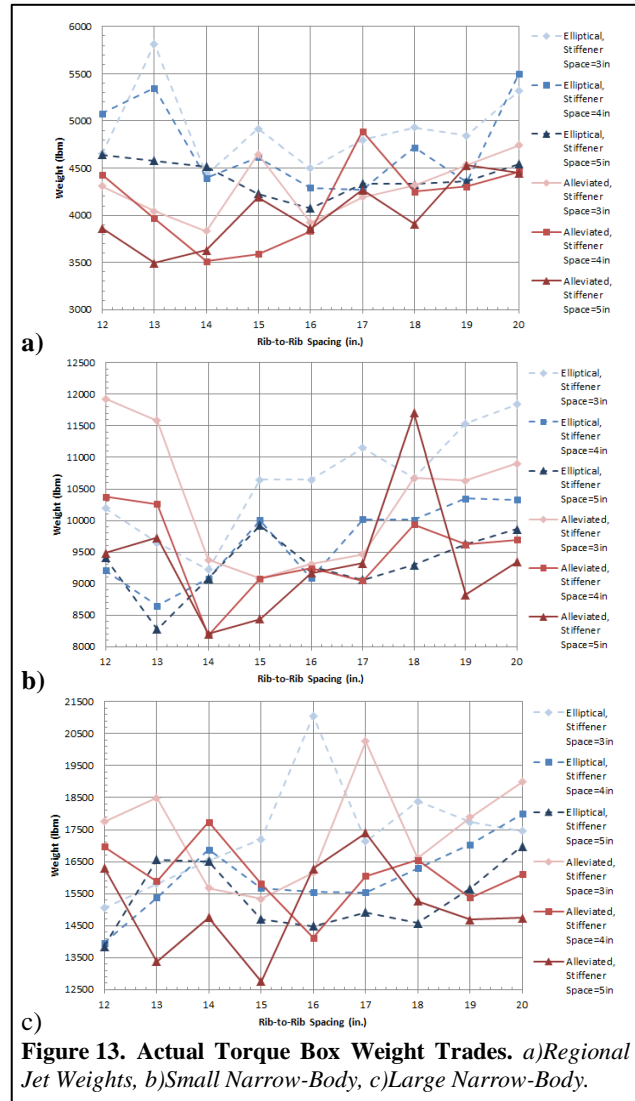 6000
5500
5000
4500
4000
3500
3000
Weight (lbm)
12 13 14 15 16 17 18 19 20
Rib-to-Rib Spacing (in.)
Elliptical,
Stiffener
Space=3in
Elliptical,
Stiffener
Space=4in
Elliptical,
Stiffener
Space=5in
Alleviated,
Stiffener
Space=3in
Alleviated,
Stiffener
Space=4in
Alleviated,
Stiffener
Space=5in
a)
12500
12000
11500
11000
10500
10000
9500
9000
8500
8000
Weight (lbm)
12 13 14 15 16 17 18 19 20
Rib-to-Rib Spacing (in.)
Elliptical,
Stiffener
Space=3in
Elliptical,
Stiffener
Space=4in
Elliptical,
Stiffener
Space=5in
Alleviated,
Stiffener
Space=3in
Alleviated,
Stiffener
Space=4in
Alleviated,
Stiffener
Space=5in
b)
21500
20500
19500
18500
17500
16500
15500
14500
13500
12500
Weight (lbm)
12 13 14 15 16 17 18 19 20
Rib-to-Rib Spacing (in.)
Elliptical,
Stiffener
Space=3in
Elliptical,
Stiffener
Space=4in
Elliptical,
Stiffener
Space=5in
Alleviated,
Stiffener
Space=3in
Alleviated,
Stiffener
Space=4in
Alleviated,
Stiffener
Space=5in
c)
Figure 13. Actual Torque Box Weight Trades. a)Regional
Jet Weights, b)Small Narrow-Body, c)Large Narrow-Body.